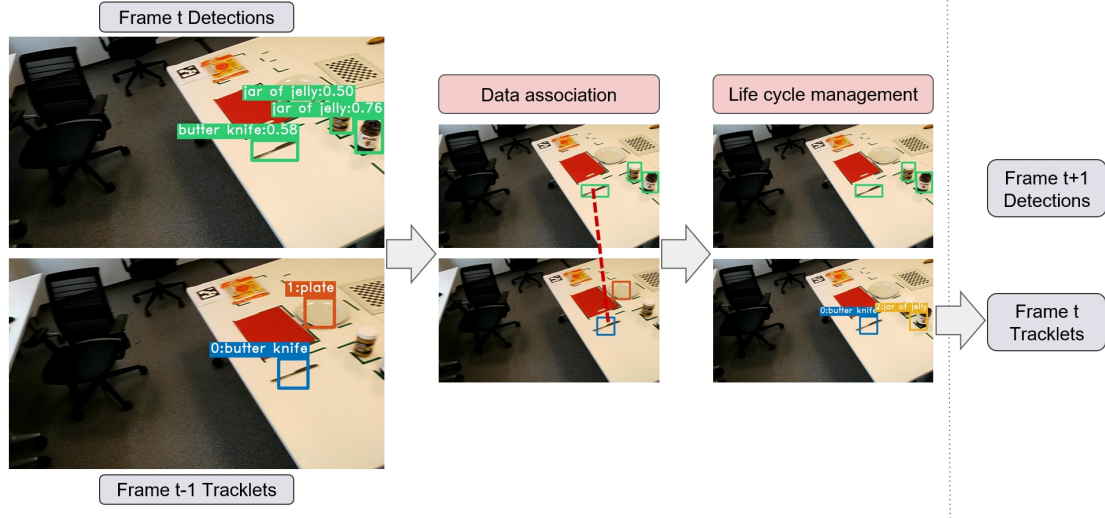 Frame t Detections
jar of jelly:0.50
jar of jelly:0.76
butter knife:0.58
1:plate
0:butter knife
Frame t-1 Tracklets
Data association
Life cycle management
0:butter knife
2:jar of jelly
Frame t+1
Detections
Frame t
Tracklets